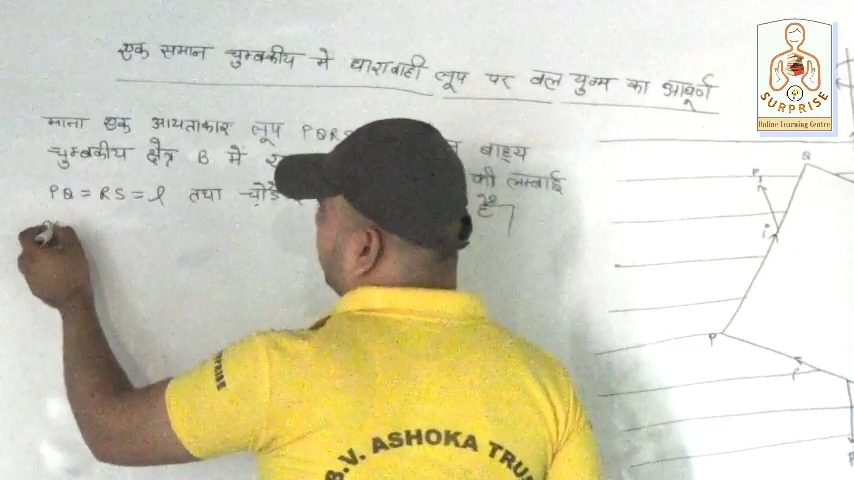 एक समान चुम्बकीय मे धारावाही लूप पर बल युग्म का आघूर्ण
माना एक आयताकार लूप PQRS बाह्य
चुम्बकीय क्षेत्र B में की लम्बाई
PQ = RS = l तथा है
Q
F1
i
P
SURPRISE
Online Learning Centre
B.V. ASHOKA TRU